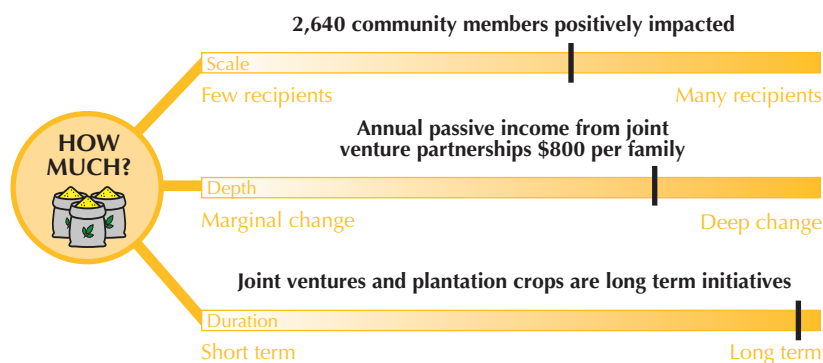 2,640 community members positively impacted
Scale
Few recipients
Many recipients
HOW
MUCH?
Annual passive income from joint
venture partnerships $800 per family
Depth
Marginal change
Deep change
Joint ventures and plantation crops are long term initiatives
Duration
Short term
Long term